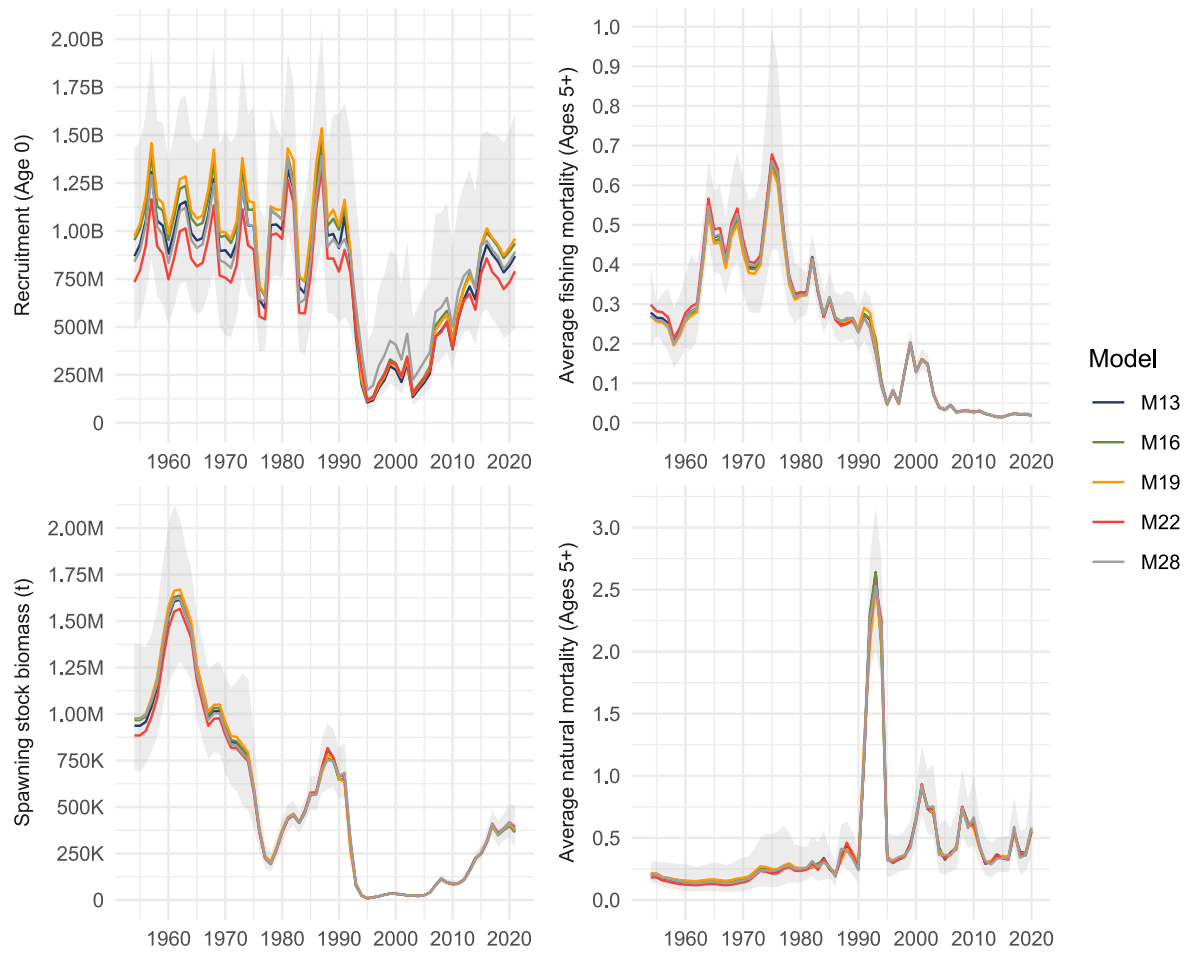 Recruitment (Age 0)
2.00B
1.75B
1.50B
1.25B
1.00B
750M
500M
250M
0
1960 1970 1980 1990 2000 2010 2020
Average fishing mortality (Ages 5+)
1.0
0.9
0.8
0.7
0.6
0.5
0.4
0.3
0.2
0.1
0.0
1960 1970 1980 1990 2000 2010 2020
Spawning stock biomass (t)
2.00M
1.75M
1.50M
1.25M
1.00M
750K
500K
250K
0
1960 1970 1980 1990 2000 2010 2020
Average natural mortality (Ages 5+)
3.0
2.5
2.0
1.5
1.0
0.5
0.0
1960 1970 1980 1990 2000 2010 2020
Model
M13
M16
M19
M22
M28